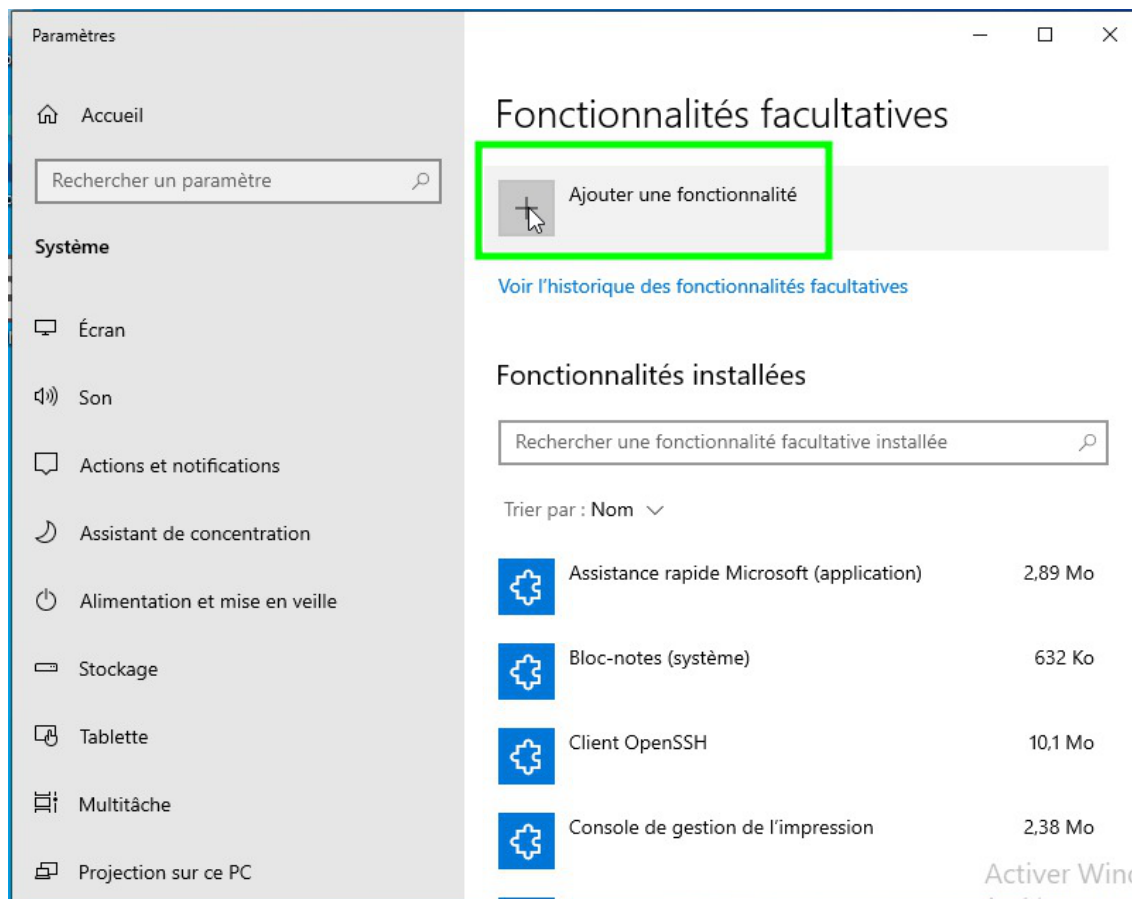 Paramètres
Accueil
Rechercher un paramètre
Système
Écran
Son
Actions et notifications
Assistant de concentration
Alimentation et mise en veille
Stockage
Tablette
Multitâche
Projection sur ce PC
Fonctionnalités facultatives
Ajouter une fonctionnalité
Voir l’historique des fonctionnalités facultatives
Fonctionnalités installées
Rechercher une fonctionnalité facultative installée
Trier par : Nom
Assistance rapide Microsoft (application) 2,89 Mo
Bloc-notes (système) 632 Ko
Client OpenSSH 10,1 Mo
Console de gestion de l’impression 2,38 Mo
Activer